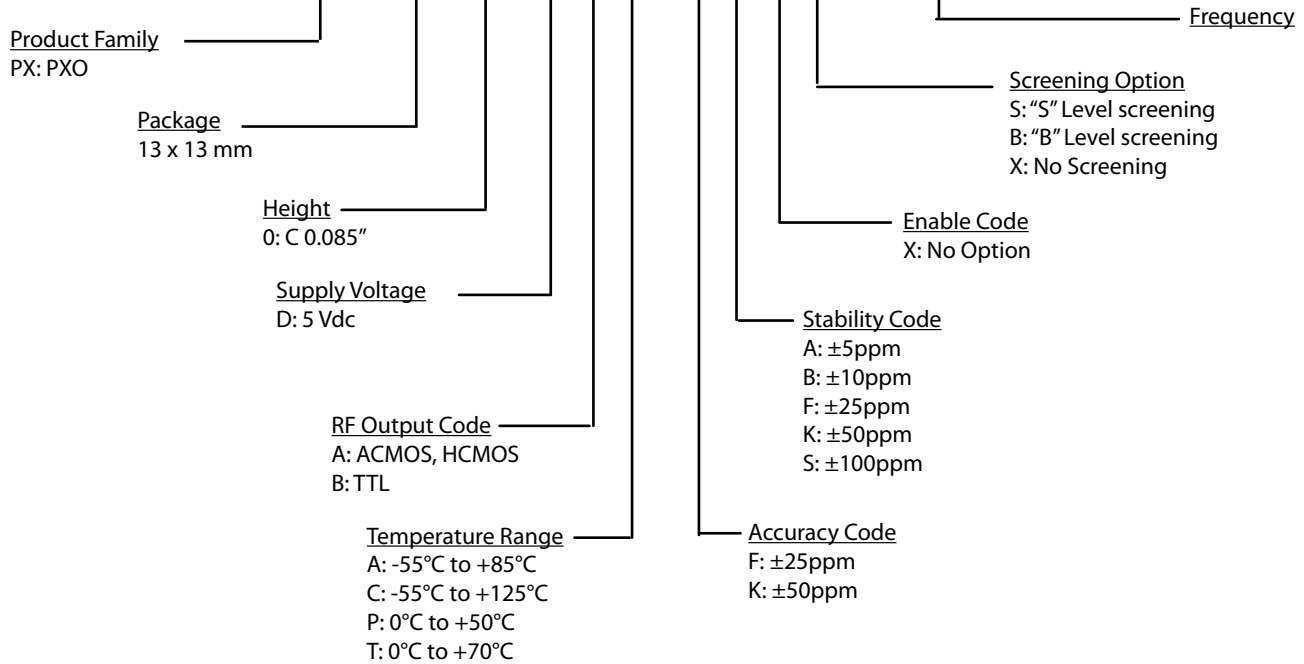 Frequency
Product Family
PX: PXO
Screening Option
S: “S” Level screening
B: “B” Level screening
X: No Screening
Package
13 x 13 mm
Height
0: C 0.085”
Enable Code
X: No Option
Supply Voltage
D: 5 Vdc
Stability Code
A: ±5ppm
B: ±10ppm
F: ±25ppm
K: ±50ppm
S: ±100ppm
RF Output Code
A: ACMOS, HCMOS
B: TTL
Temperature Range
A: -55°C to +85°C
C: -55°C to +125°C
P: 0°C to +50°C
T: 0°C to +70°C
Accuracy Code
F: ±25ppm
K: ±50ppm